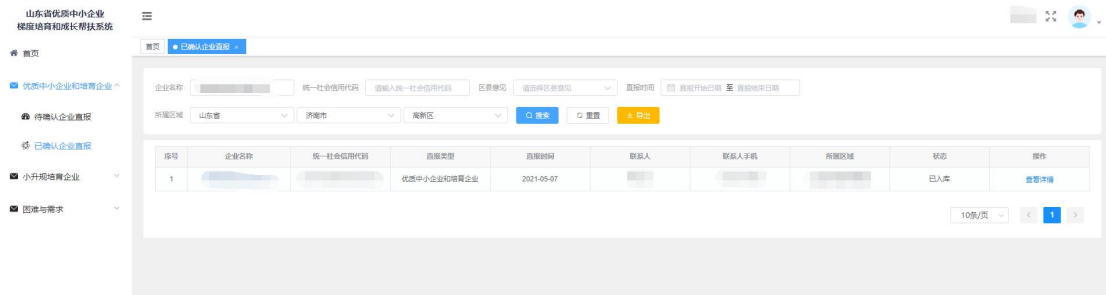 山东省优质中小企业
梯度培育和成长帮扶系统
首页
优质中小企业和培育企业
待确认企业直报
已确认企业直报
小升规培育企业
困难与需求
首页 已确认企业直报 ×
企业名称 统一社会信用代码 请输入统一社会信用代码 区县意见 请选择区县意见 直报时间 直报开始日期 至 直报结束日期
所属区域 山东省 济南市 高新区 搜索 重置 导出
序号 企业名称 统一社会信用代码 直报类型 直报时间 联系人 联系人手机 所属区域 状态 操作
1 优质中小企业和培育企业 2021-05-07 已入库 查看详情
10条/页 < 1 >